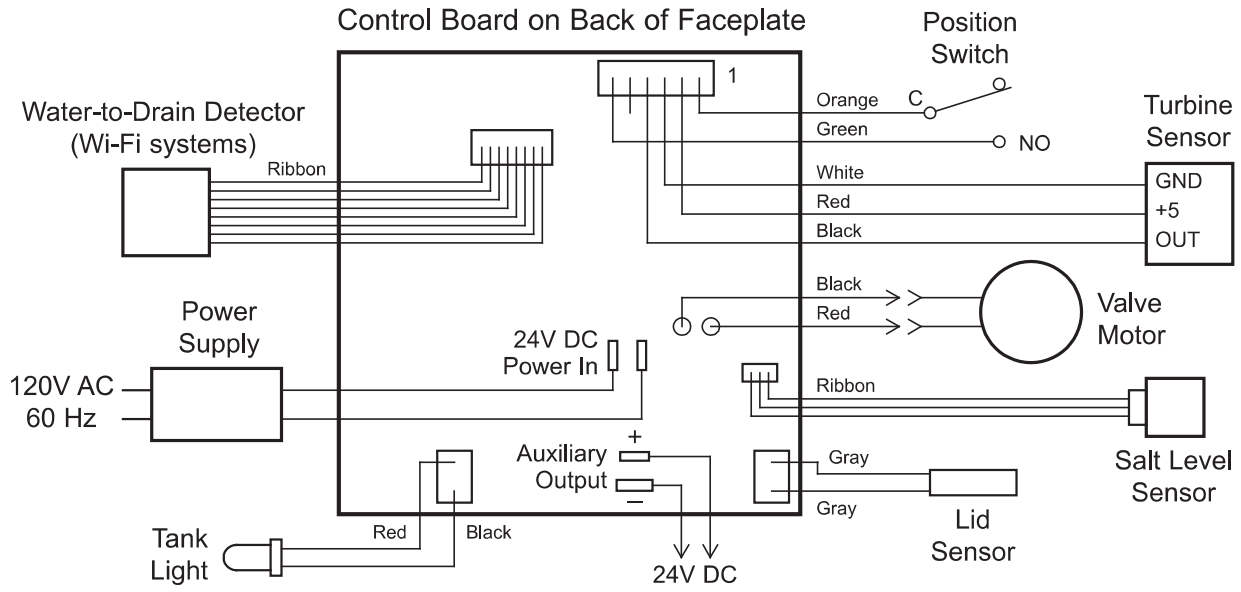 Control Board on Back of Faceplate
Position
Switch
1
Water-to-Drain Detector
(Wi-Fi systems)
Ribbon
Orange
C
Green
NO
Turbine
Sensor
White
GND
Red
+5
Black
OUT
Black
Red
Valve
Motor
Power
Supply
24V DC
Power In
120V AC
60 Hz
Ribbon
Salt Level
Sensor
Auxiliary
Output
+
–
Gray
Gray
Lid
Sensor
Red
Black
Tank
Light
24V DC